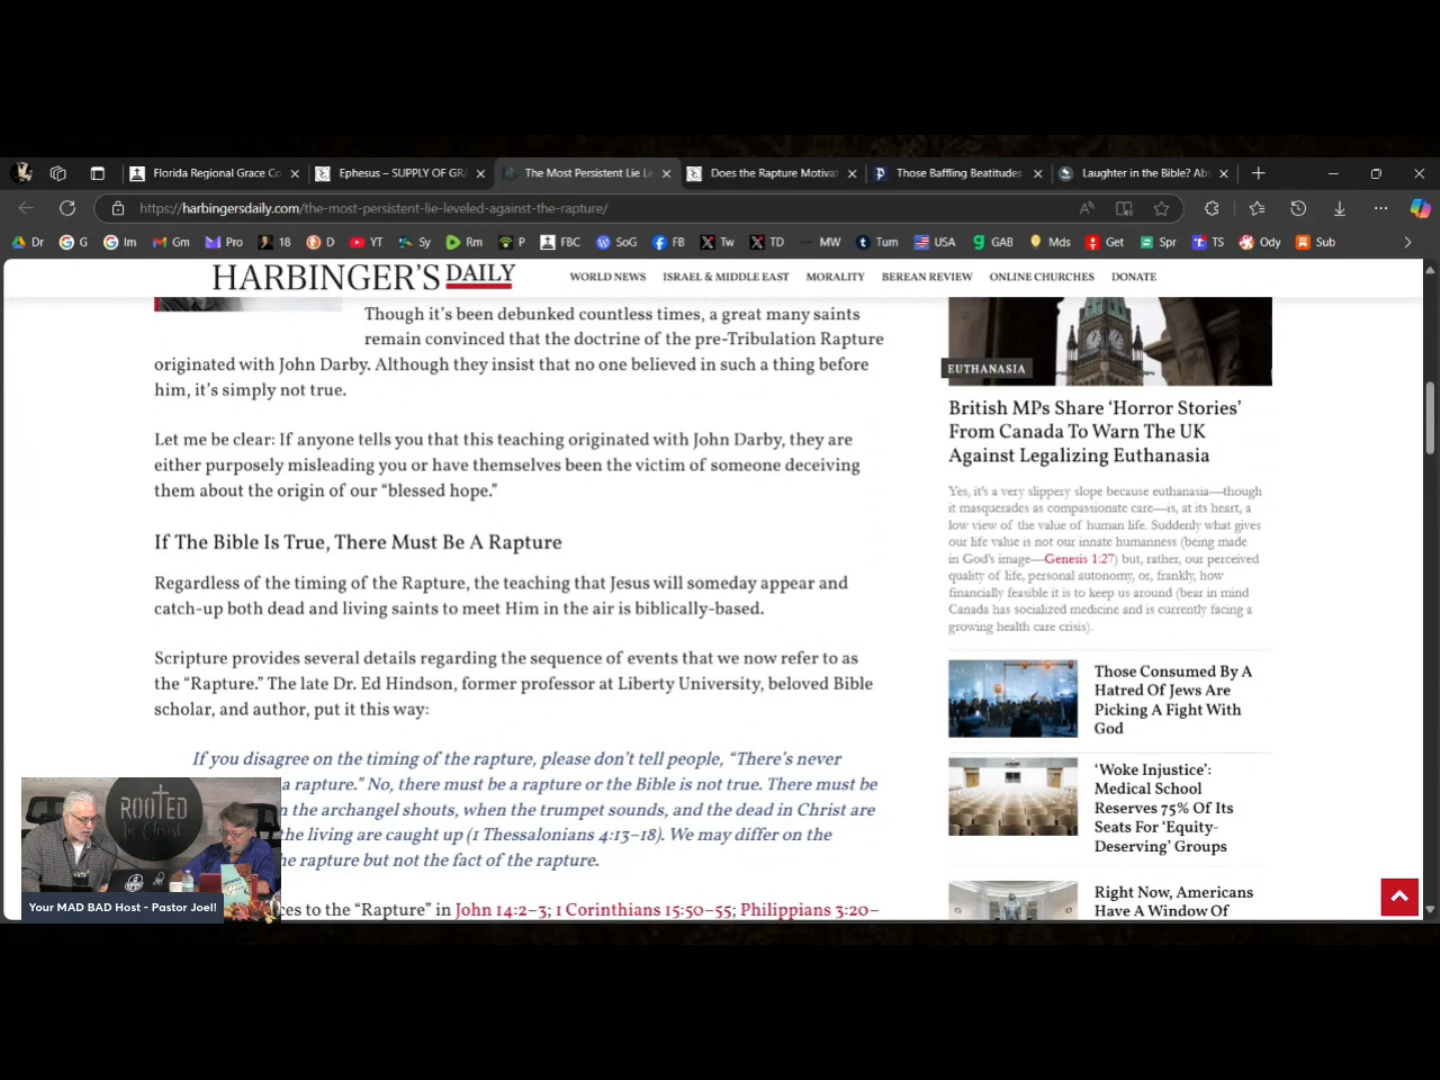 Florida Regional Grace Co
Ephesus – SUPPLY OF GRA
The Most Persistent Lie Le
Does the Rapture Motivat
Those Baffling Beatitudes
Laughter in the Bible? Abs
https://harbingersdaily.com/the-most-persistent-lie-leveled-against-the-rapture/
Dr G Im Gm Pro 18 D YT Sy Rm P FBC SoG FB Tw TD MW Tum USA GAB Mds Get Spr TS Ody Sub
HARBINGER'S DAILY
WORLD NEWS ISRAEL & MIDDLE EAST MORALITY BEREAN REVIEW ONLINE CHURCHES DONATE
Though it's been debunked countless times, a great many saints
remain convinced that the doctrine of the pre-Tribulation Rapture
originated with John Darby. Although they insist that no one believed in such a thing before
him, it's simply not true.
Let me be clear: If anyone tells you that this teaching originated with John Darby, they are
either purposely misleading you or have themselves been the victim of someone deceiving
them about the origin of our “blessed hope.”
If The Bible Is True, There Must Be A Rapture
Regardless of the timing of the Rapture, the teaching that Jesus will someday appear and
catch-up both dead and living saints to meet Him in the air is biblically-based.
Scripture provides several details regarding the sequence of events that we now refer to as
the “Rapture.” The late Dr. Ed Hindson, former professor at Liberty University, beloved Bible
scholar, and author, put it this way:
If you disagree on the timing of the rapture, please don't tell people, “There's never
a rapture.” No, there must be a rapture or the Bible is not true. There must be
n the archangel shouts, when the trumpet sounds, and the dead in Christ are
the living are caught up (1 Thessalonians 4:13–18). We may differ on the
he rapture but not the fact of the rapture.
ces to the “Rapture” in John 14:2–3; 1 Corinthians 15:50–55; Philippians 3:20–
EUTHANASIA
British MPs Share ‘Horror Stories’
From Canada To Warn The UK
Against Legalizing Euthanasia
Yes, it's a very slippery slope because euthanasia—though
it masquerades as compassionate care—is, at its heart, a
low view of the value of human life. Suddenly what gives
our life value is not our innate humanness (being made
in God's image—Genesis 1:27) but, rather, our perceived
quality of life, personal autonomy, or, frankly, how
financially feasible it is to keep us around (bear in mind
Canada has socialized medicine and is currently facing a
growing health care crisis).
Those Consumed By A
Hatred Of Jews Are
Picking A Fight With
God
‘Woke Injustice’:
Medical School
Reserves 75% Of Its
Seats For ‘Equity-
Deserving’ Groups
Right Now, Americans
Have A Window Of
ROOTED
In Christ
Your MAD BAD Host - Pastor Joel!